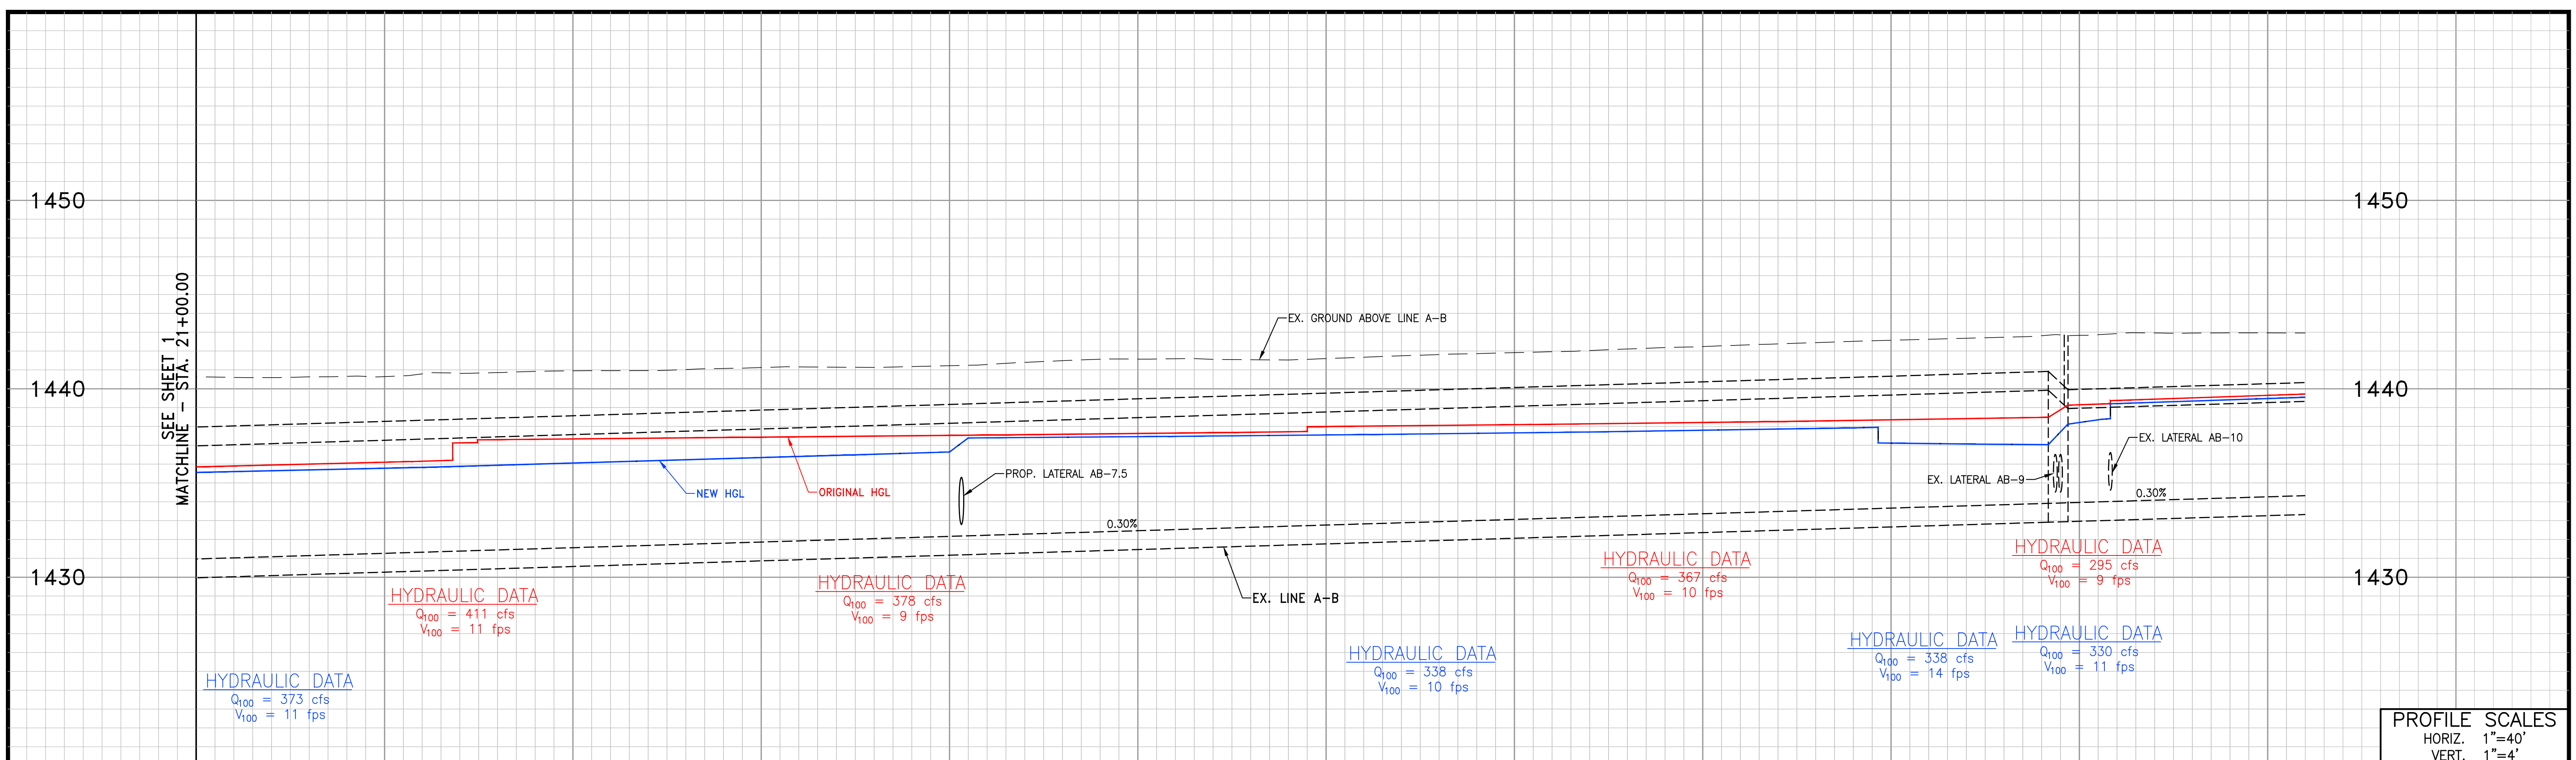 1450
1450
SEE SHEET 1
MATCHLINE - STA. 21+00.00
EX. GROUND ABOVE LINE A-B
1440
1440
EX. LATERAL AB-10
PROP. LATERAL AB-7.5
EX. LATERAL AB-9
NEW HGL
ORIGINAL HGL
0.30%
0.30%
1430
1430
EX. LINE A-B
HYDRAULIC DATA
Q100 = 411 cfs
V100 = 11 fps
HYDRAULIC DATA
Q100 = 378 cfs
V100 = 9 fps
HYDRAULIC DATA
Q100 = 367 cfs
V100 = 10 fps
HYDRAULIC DATA
Q100 = 295 cfs
V100 = 9 fps
HYDRAULIC DATA
Q100 = 373 cfs
V100 = 11 fps
HYDRAULIC DATA
Q100 = 338 cfs
V100 = 10 fps
HYDRAULIC DATA
Q100 = 338 cfs
V100 = 14 fps
HYDRAULIC DATA
Q100 = 330 cfs
V100 = 11 fps
PROFILE SCALES
HORIZ. 1"=40'
VERT. 1"=4'